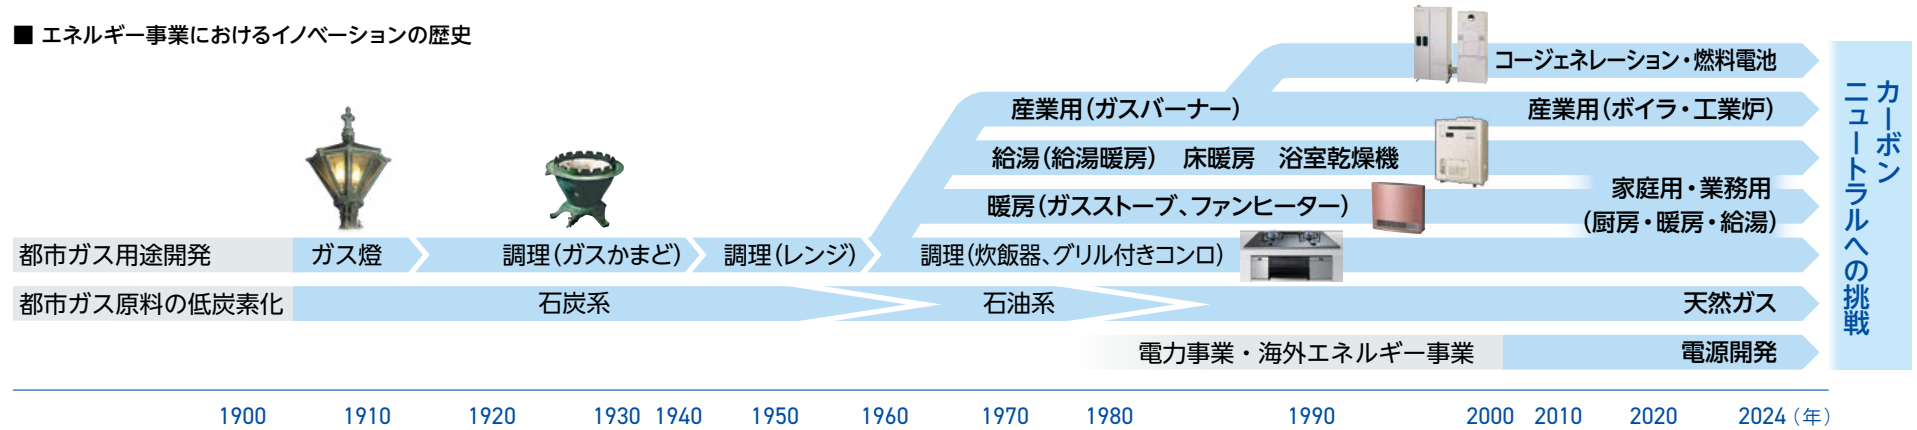 ■ エネルギー事業におけるイノベーションの歴史
コージェネレーション・燃料電池
産業用(ガスバーナー)
産業用(ボイラ・工業炉)
給湯(給湯暖房) 床暖房 浴室乾燥機
暖房(ガスストーブ、ファンヒーター)
家庭用・業務用
(厨房・暖房・給湯)
都市ガス用途開発
ガス燈
調理(ガスかまど)
調理(レンジ)
調理(炊飯器、グリル付きコンロ)
都市ガス原料の低炭素化
石炭系
石油系
天然ガス
電力事業・海外エネルギー事業
電源開発
カーボン
ニュートラルへの挑戦
1900 1910 1920 1930 1940 1950 1960 1970 1980 1990 2000 2010 2020 2024(年)